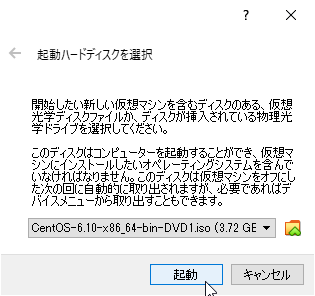 ?
起動ハードディスクを選択
開始したい新しい仮想マシンを含むディスクのある、仮想
光学ディスクファイルか、ディスクが挿入されている物理光
学ドライブを選択してください。
このディスクはコンピューターを起動することができ、仮想マ
シンにインストールしたいオペレーティングシステムを含んで
いなければなりません。このディスクは仮想マシンをオフにし
た次の回に自動的に取り出されますが、必要であればデ
バイスメニューから取り出すこともできます。
CentOS-6.10-x86_64-bin-DVD1.iso (3.72 GE
起動
キャンセル